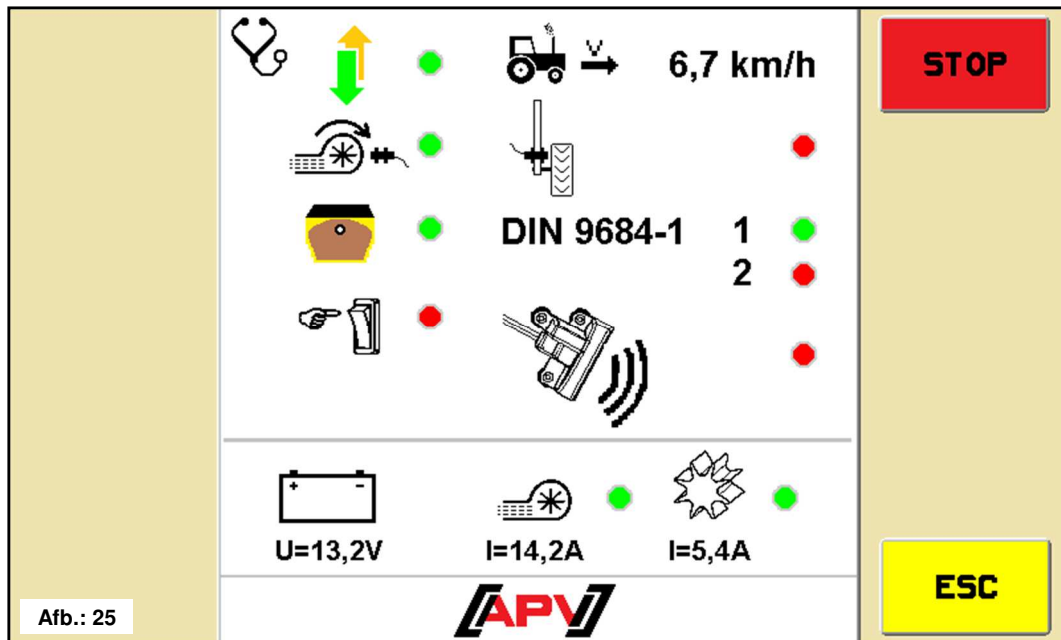 STOP
V
6,7 km/h
DIN 9684-1 1
2
+ -
U=13,2V I=14,2A I=5,4A
ESC
[APV]
Afb.: 25